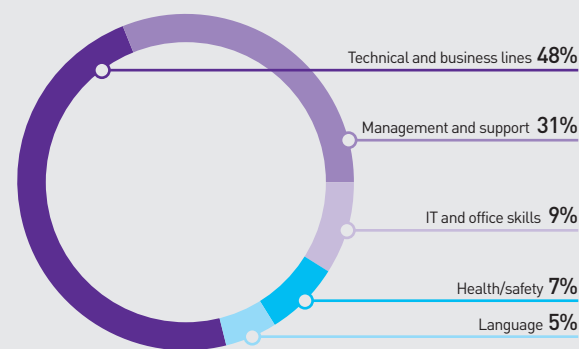 Technical and business lines 48%
Management and support 31%
IT and office skills 9%
Health/safety 7%
Language 5%